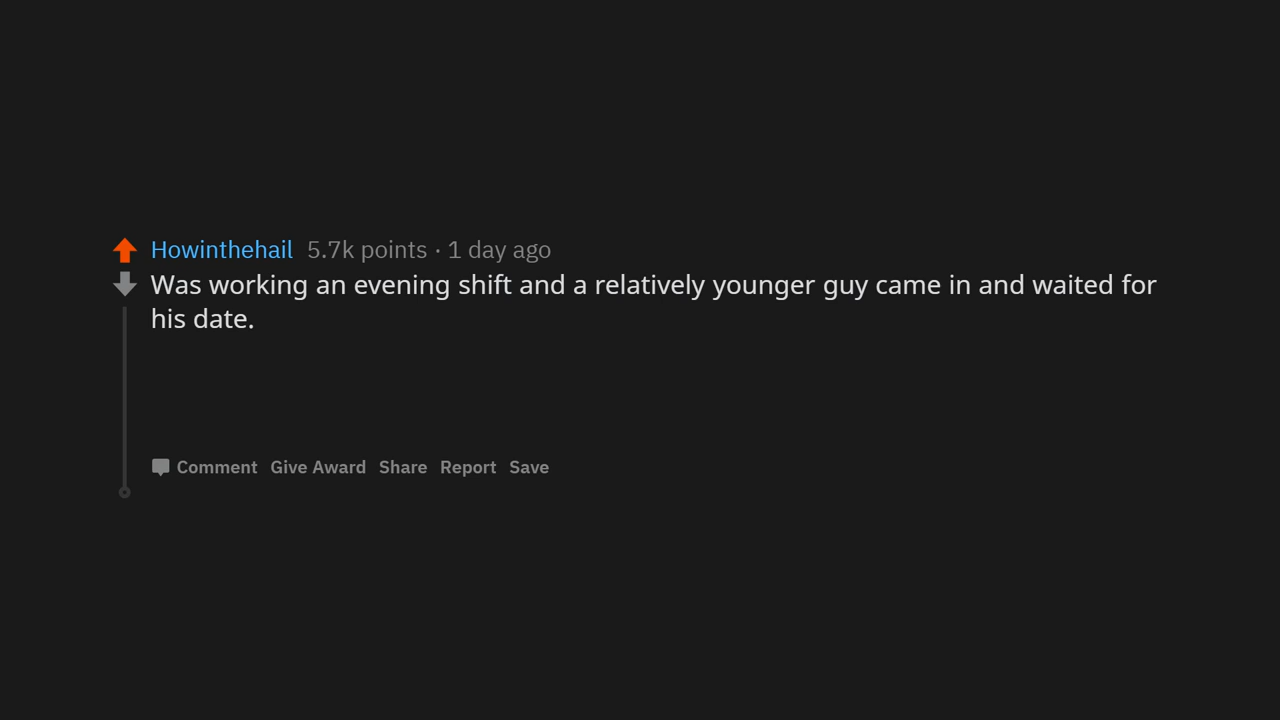 Howinthehail 5.7k points · 1 day ago
Was working an evening shift and a relatively younger guy came in and waited for
his date.
Comment Give Award Share Report Save